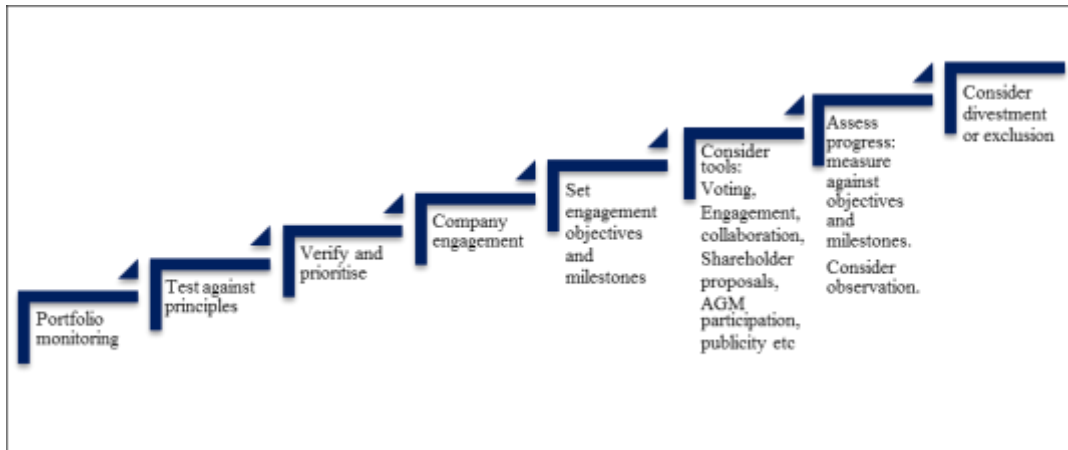 Portfolio
monitoring
Test against
principles
Verify and
prioritise
Company
engagement
Set
engagement
objectives
and
milestones
Consider
tools:
Voting,
Engagement,
collaboration,
Shareholder
proposals,
AGM
participation,
publicity etc
Assess
progress:
measure
against
objectives
and
milestones.
Consider
observation.
Consider
divestment
or exclusion